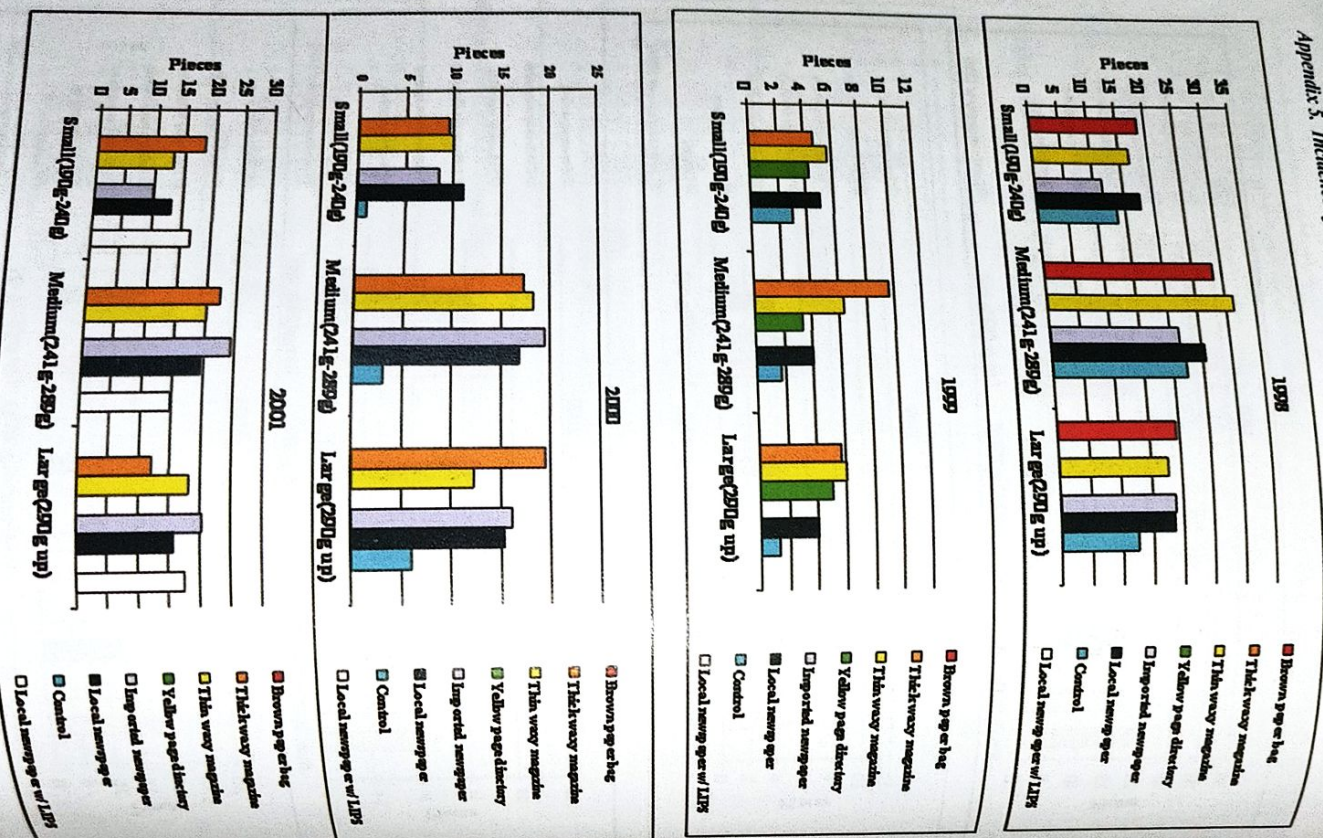 Appendix 5.
1998
Pieces
35
30
25
20
15
10
5
0
Small(190g-240g)
Medium(241g-289g)
Large(290g up)
Brown paper bag
Thick waxy magazine
Thin waxy magazine
Yellow page directory
Imported newspaper
Local newspaper
Control
Local newspaper w/ LIPS
1999
Pieces
12
10
8
6
4
2
0
Small(190g-240g)
Medium(241g-289g)
Large(290g up)
Brown paper bag
Thick waxy magazine
Thin waxy magazine
Yellow page directory
Imported newspaper
Local newspaper
Control
Local newspaper w/ LIPS
2000
Pieces
25
20
15
10
5
0
Small(190g-240g)
Medium(241g-289g)
Large(290g up)
Brown paper bag
Thick waxy magazine
Thin waxy magazine
Yellow page directory
Imported newspaper
Local newspaper
Control
Local newspaper w/ LIPS
2001
Pieces
30
25
20
15
10
5
0
Small(190g-240g)
Medium(241g-289g)
Large(290g up)
Brown paper bag
Thick waxy magazine
Thin waxy magazine
Yellow page directory
Imported newspaper
Local newspaper
Control
Local newspaper w/ LIPS